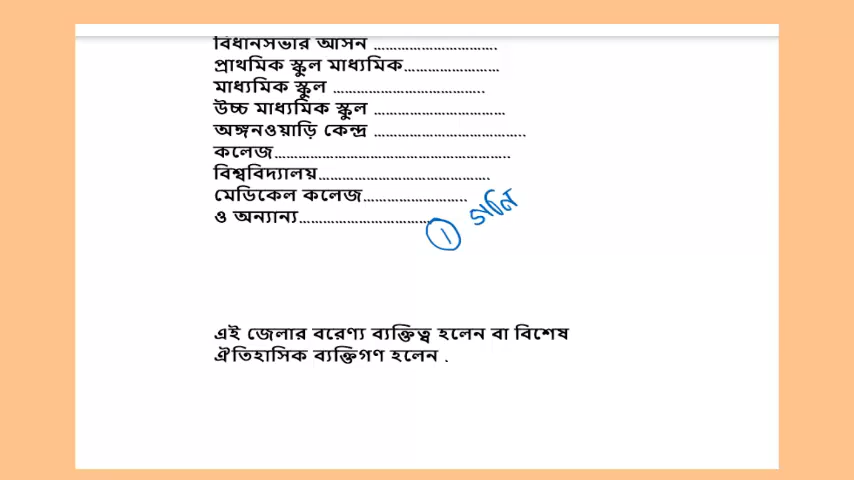 বিধানসভার আসন ...............................
প্রাথমিক স্কুল মাধ্যমিক........................
মাধ্যমিক স্কুল ......................................
উচ্চ মাধ্যমিক স্কুল .................................
অঙ্গনওয়াড়ি কেন্দ্র ......................................
কলেজ...........................................................
বিশ্ববিদ্যালয়...........................................
মেডিকেল কলেজ..........................
ও অন্যান্য.................................
১
এই জেলার বরেণ্য ব্যক্তিত্ব হলেন বা বিশেষ
ঐতিহাসিক ব্যক্তিগণ হলেন .